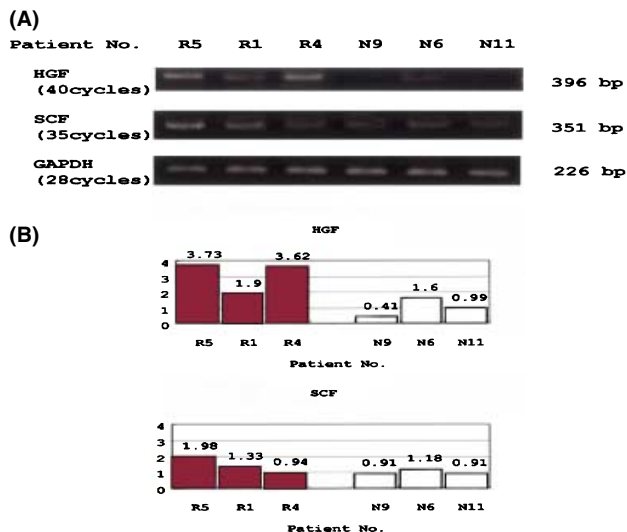 (A)
Patient No. R5 R1 R4 N9 N6 N11
HGF
(40cycles)
396 bp
SCF
(35cycles)
351 bp
GAPDH
(28cycles)
226 bp
(B)
HGF
4
3
2
1
0
3.73 1.9 3.62 0.41 1.6 0.99
R5 R1 R4 N9 N6 N11
Patient No.
SCF
4
3
2
1
0
1.98 1.33 0.94 0.91 1.18 0.91
R5 R1 R4 N9 N6 N11
Patient No.